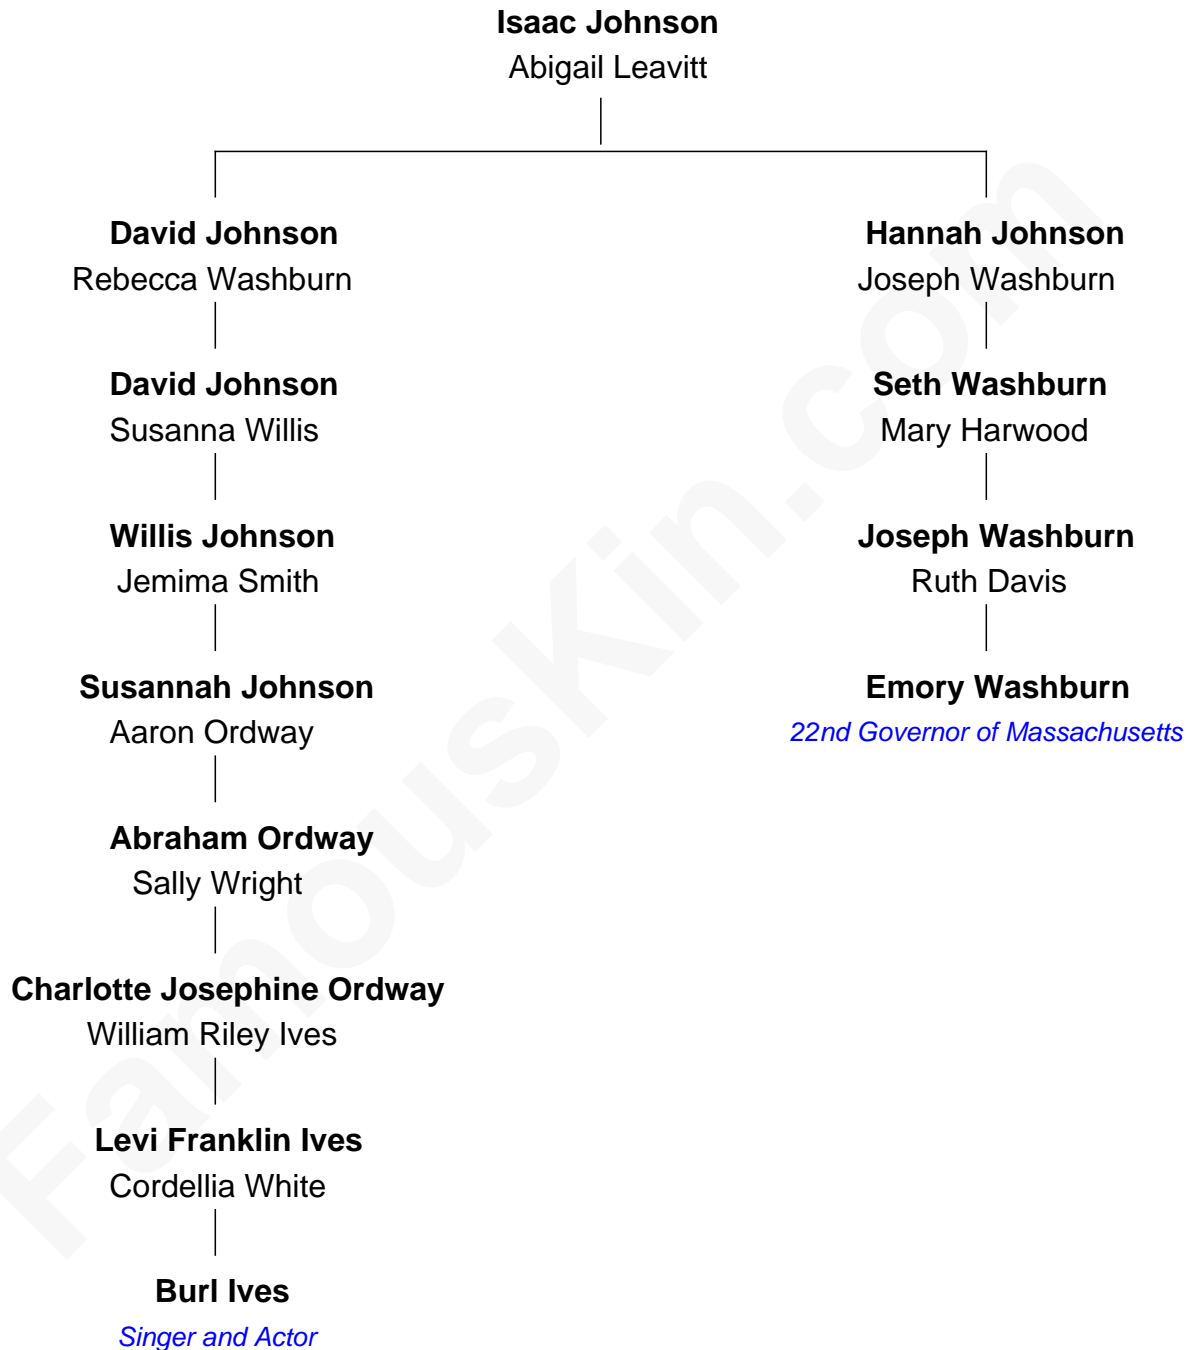 Isaac Johnson
Abigail Leavitt
David Johnson
Rebecca Washburn
Hannah Johnson
Joseph Washburn
David Johnson
Susanna Willis
Seth Washburn
Mary Harwood
Willis Johnson
Jemima Smith
Joseph Washburn
Ruth Davis
Susannah Johnson
Aaron Ordway
Emory Washburn
22nd Governor of Massachusetts
Abraham Ordway
Sally Wright
Charlotte Josephine Ordway
William Riley Ives
Levi Franklin Ives
Cordellia White
Burl Ives
Singer and Actor
FamousKin.com